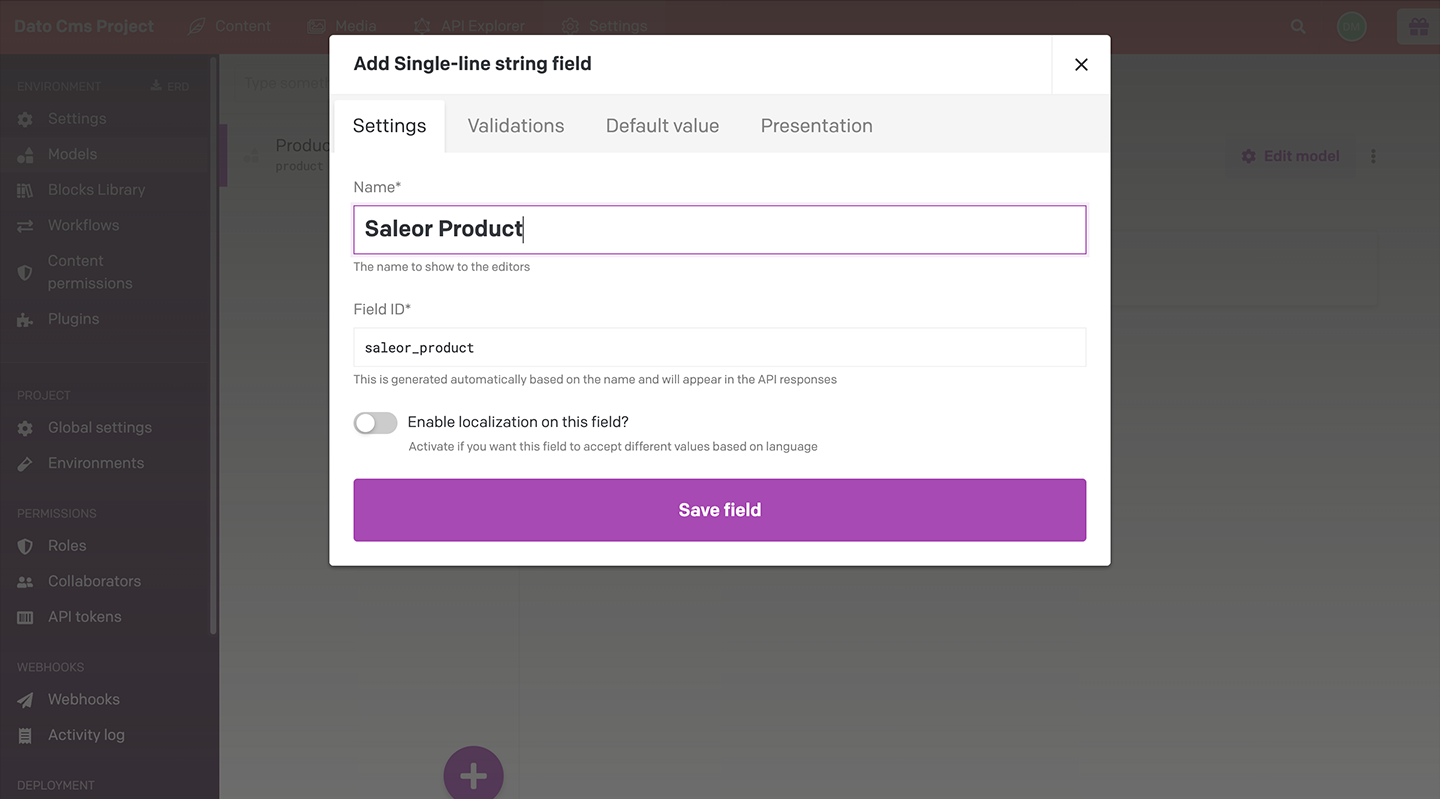 Dato Cms Project
Content
Media
API Explorer
Settings
ENVIRONMENT
ERD
Settings
Models
Blocks Library
Workflows
Content
permissions
Plugins
PROJECT
Global settings
Environments
PERMISSIONS
Roles
Collaborators
API tokens
WEBHOOKS
Webhooks
Activity log
DEPLOYMENT
Type somet
Produc
product
Edit model
Add Single-line string field
Settings
Validations
Default value
Presentation
Name*
Saleor Product
The name to show to the editors
Field ID*
saleor_product
This is generated automatically based on the name and will appear in the API responses
Enable localization on this field?
Activate if you want this field to accept different values based on language
Save field